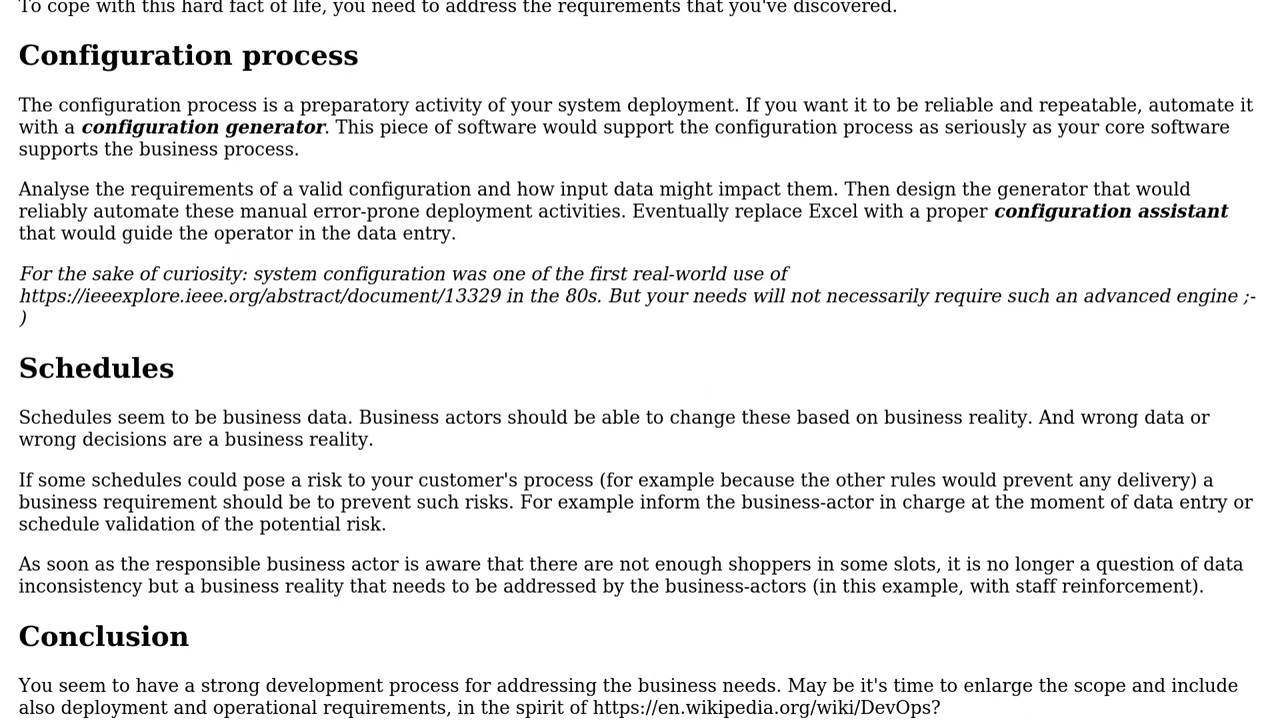 To cope with this hard fact of life, you need to address the requirements that you've discovered.
Configuration process
The configuration process is a preparatory activity of your system deployment. If you want it to be reliable and repeatable, automate it
with a configuration generator. This piece of software would support the configuration process as seriously as your core software
supports the business process.
Analyse the requirements of a valid configuration and how input data might impact them. Then design the generator that would
reliably automate these manual error-prone deployment activities. Eventually replace Excel with a proper configuration assistant
that would guide the operator in the data entry.
For the sake of curiosity: system configuration was one of the first real-world use of
https://ieeexplore.ieee.org/abstract/document/13329 in the 80s. But your needs will not necessarily require such an advanced engine ;-
)
Schedules
Schedules seem to be business data. Business actors should be able to change these based on business reality. And wrong data or
wrong decisions are a business reality.
If some schedules could pose a risk to your customer's process (for example because the other rules would prevent any delivery) a
business requirement should be to prevent such risks. For example inform the business-actor in charge at the moment of data entry or
schedule validation of the potential risk.
As soon as the responsible business actor is aware that there are not enough shoppers in some slots, it is no longer a question of data
inconsistency but a business reality that needs to be addressed by the business-actors (in this example, with staff reinforcement).
Conclusion
You seem to have a strong development process for addressing the business needs. May be it's time to enlarge the scope and include
also deployment and operational requirements, in the spirit of https://en.wikipedia.org/wiki/DevOps?